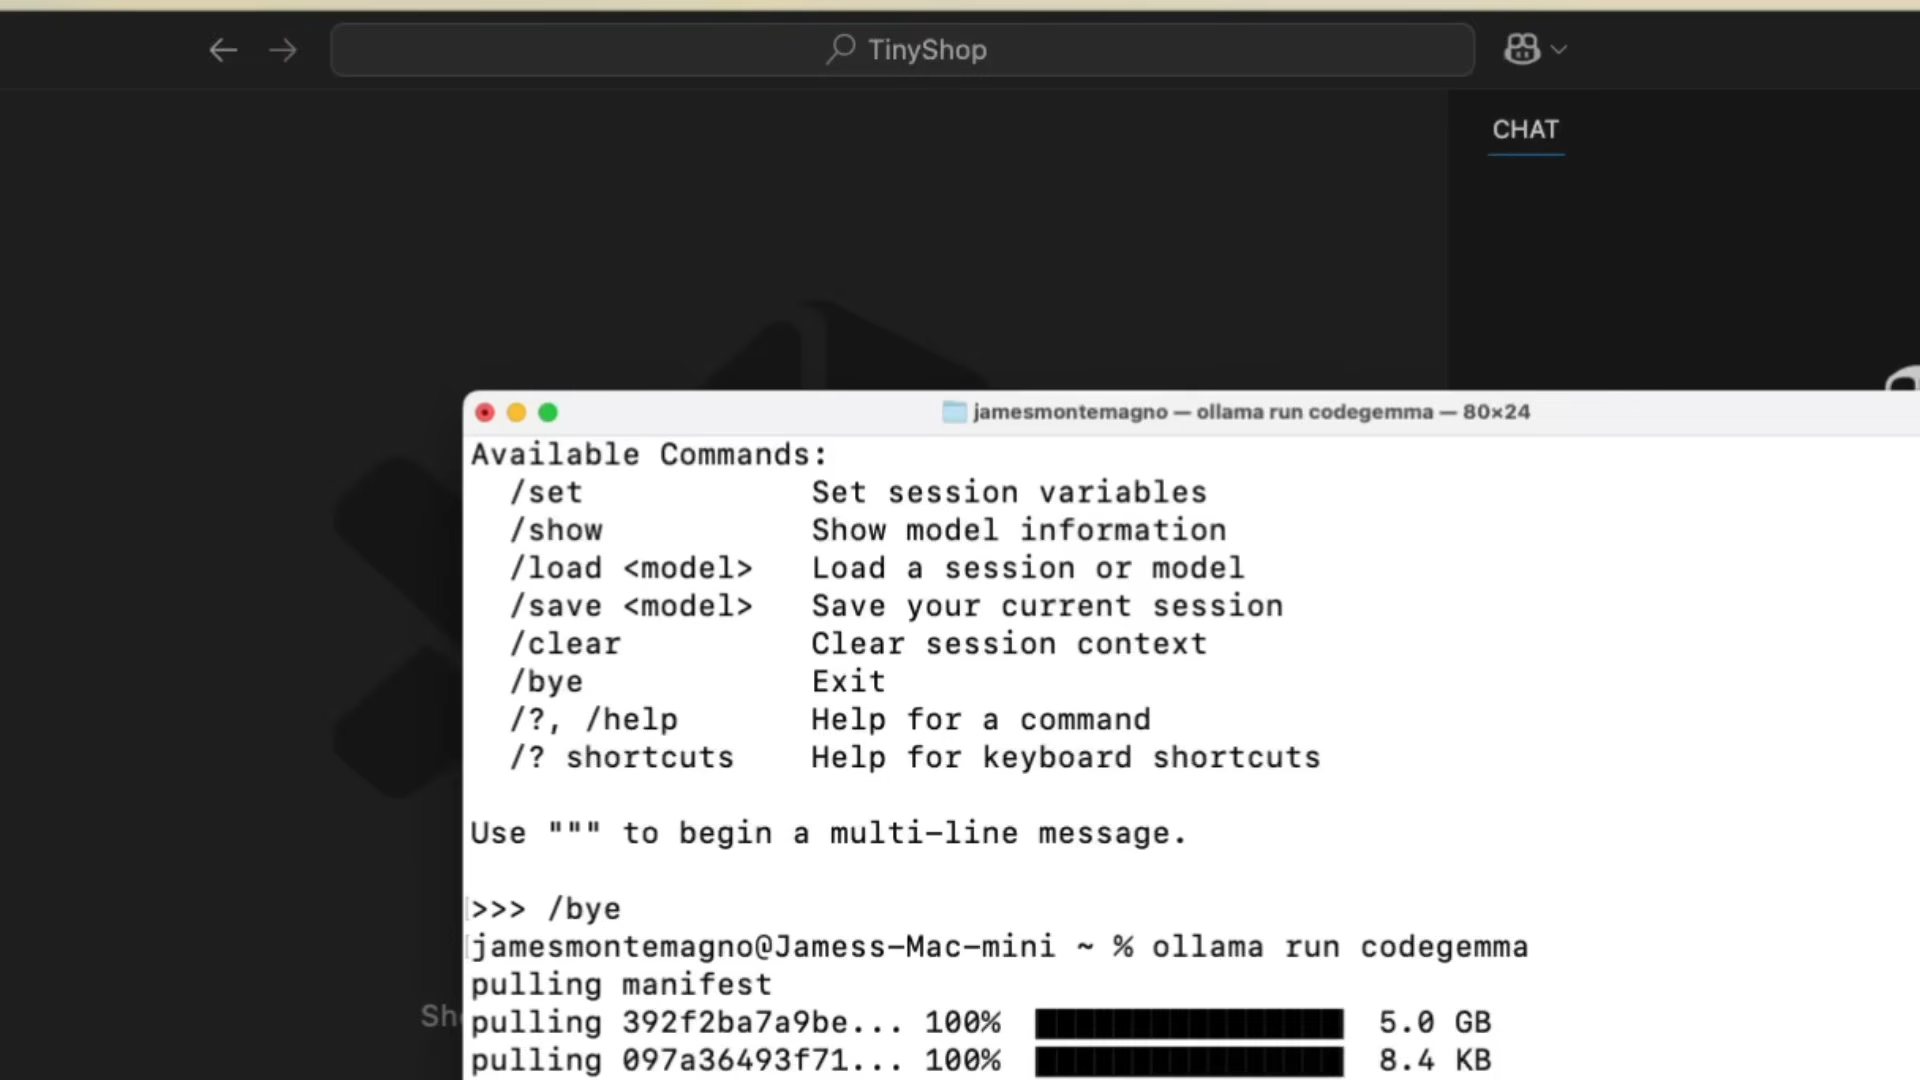 TinyShop
CHAT
jamesmontemagno — ollama run codegemma — 80×24
Available Commands:
/set Set session variables
/show Show model information
/load <model> Load a session or model
/save <model> Save your current session
/clear Clear session context
/bye Exit
/?, /help Help for a command
/? shortcuts Help for keyboard shortcuts
Use """ to begin a multi-line message.
>>> /bye
jamesmontemagno@Jamess-Mac-mini ~ % ollama run codegemma
pulling manifest
Sh
pulling 392f2ba7a9be... 100% 5.0 GB
pulling 097a36493f71... 100% 8.4 KB